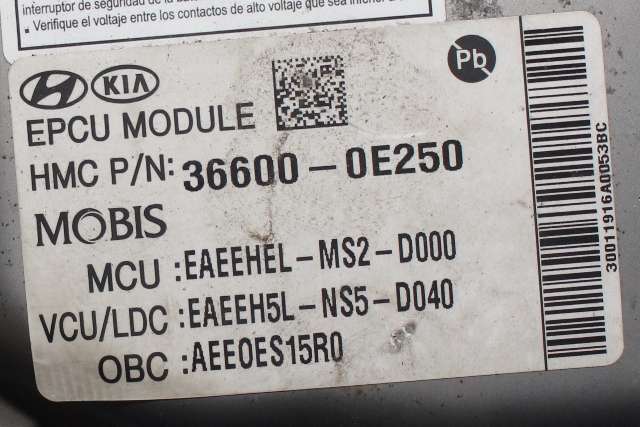 interruptor de seguridad de la
▪ Verifique el voltaje entre los contactos de alto voltaje que sea
HYUNDAI KIA
Pb
EPCU MODULE
HMC P/N: 36600-0E250
MOBIS
MCU :EAEEHEL-MS2-D000
VCU/LDC :EAEEH5L-NS5-D040
OBC :AEE0ES15R0
30011916A0053BC